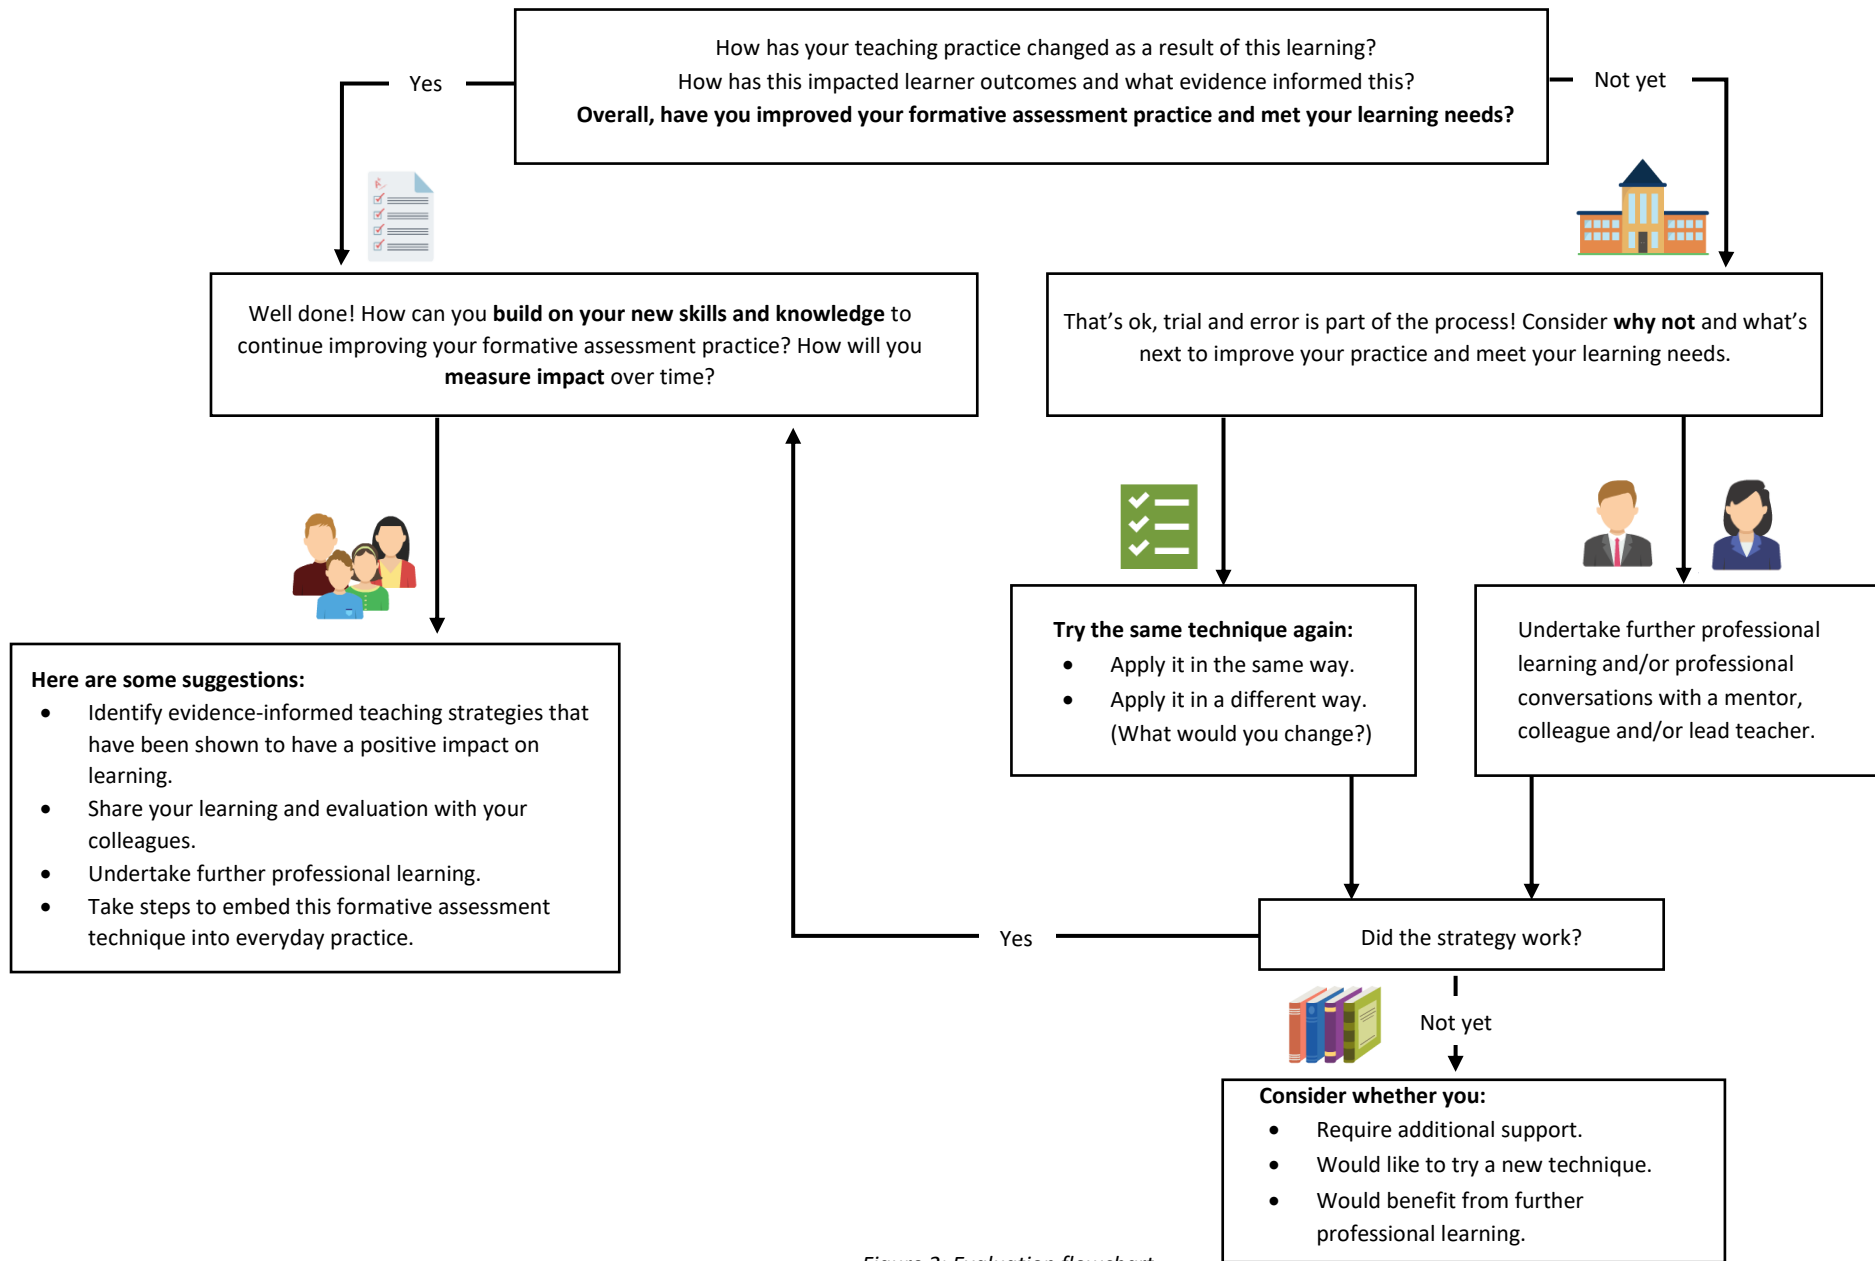 How has your teaching practice changed as a result of this learning?
How has this impacted learner outcomes and what evidence informed this?
Overall, have you improved your formative assessment practice and met your learning needs?
Yes
Not yet
Well done! How can you build on your new skills and knowledge to
continue improving your formative assessment practice? How will you
measure impact over time?
That’s ok, trial and error is part of the process! Consider why not and what’s
next to improve your practice and meet your learning needs.
Here are some suggestions:
• Identify evidence-informed teaching strategies that
have been shown to have a positive impact on
learning.
• Share your learning and evaluation with your
colleagues.
• Undertake further professional learning.
• Take steps to embed this formative assessment
technique into everyday practice.
Try the same technique again:
• Apply it in the same way.
• Apply it in a different way.
(What would you change?)
Undertake further professional
learning and/or professional
conversations with a mentor,
colleague and/or lead teacher.
Did the strategy work?
Yes
Not yet
Consider whether you:
• Require additional support.
• Would like to try a new technique.
• Would benefit from further
professional learning.
Evaluation flowchart